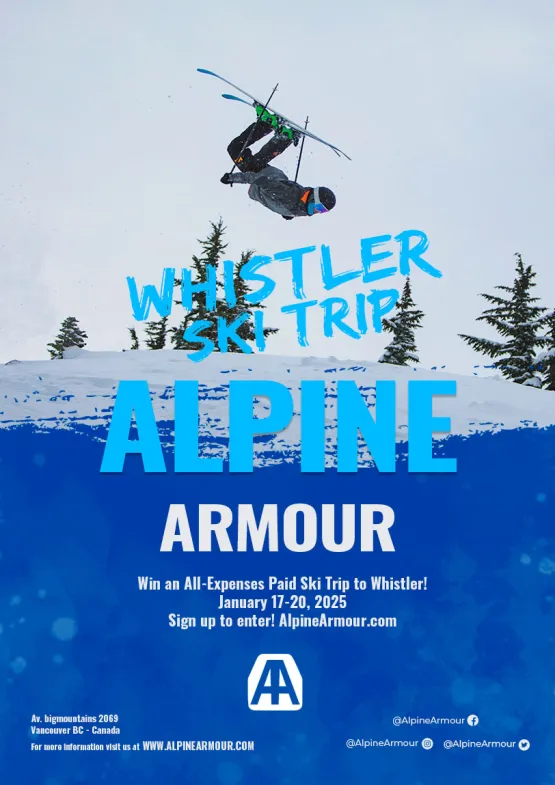 WHISTLER
SKI TRIP
ALPINE
ARMOUR
Win an All-Expenses Paid Ski Trip to Whistler!
January 17-20, 2025
Sign up to enter! AlpineArmour.com
AA
Av. bigmountains 2069
Vancouver BC - Canada
For more information visit us at WWW.ALPINEARMOUR.COM
@AlpineArmour
@AlpineArmour @AlpineArmour